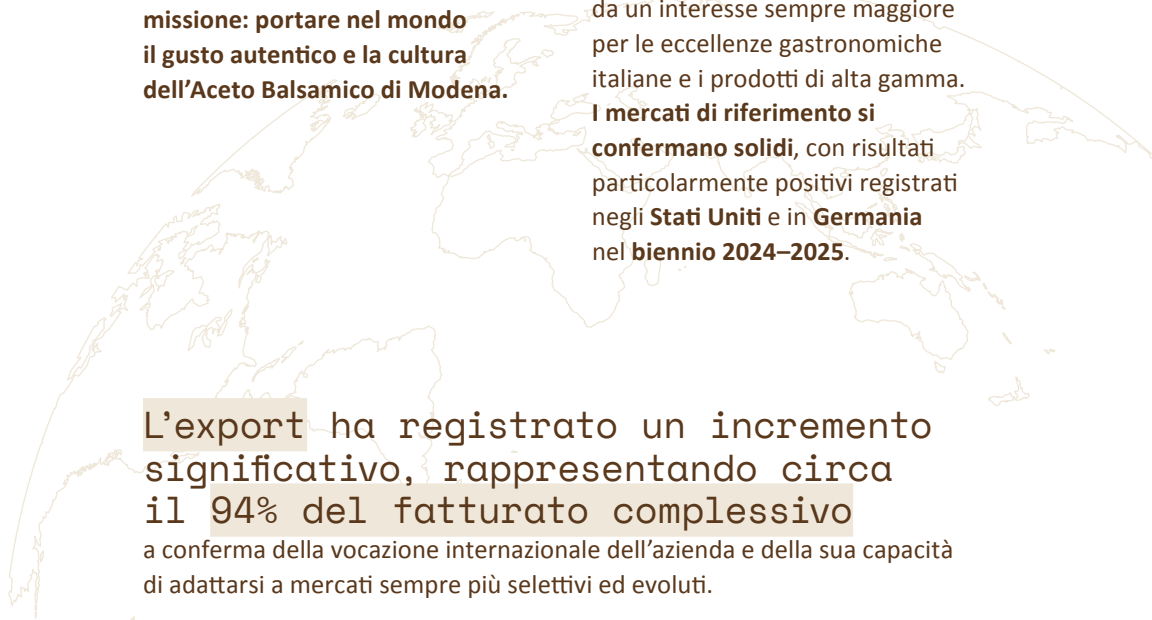 missione: portare nel mondo
il gusto autentico e la cultura
dell’Aceto Balsamico di Modena.
da un interesse sempre maggiore
per le eccellenze gastronomiche
italiane e i prodotti di alta gamma.
I mercati di riferimento si
confermano solidi, con risultati
particolarmente positivi registrati
negli Stati Uniti e in Germania
nel biennio 2024–2025.
L’export ha registrato un incremento
significativo, rappresentando circa
il 94% del fatturato complessivo
a conferma della vocazione internazionale dell’azienda e della sua capacità
di adattarsi a mercati sempre più selettivi ed evoluti.